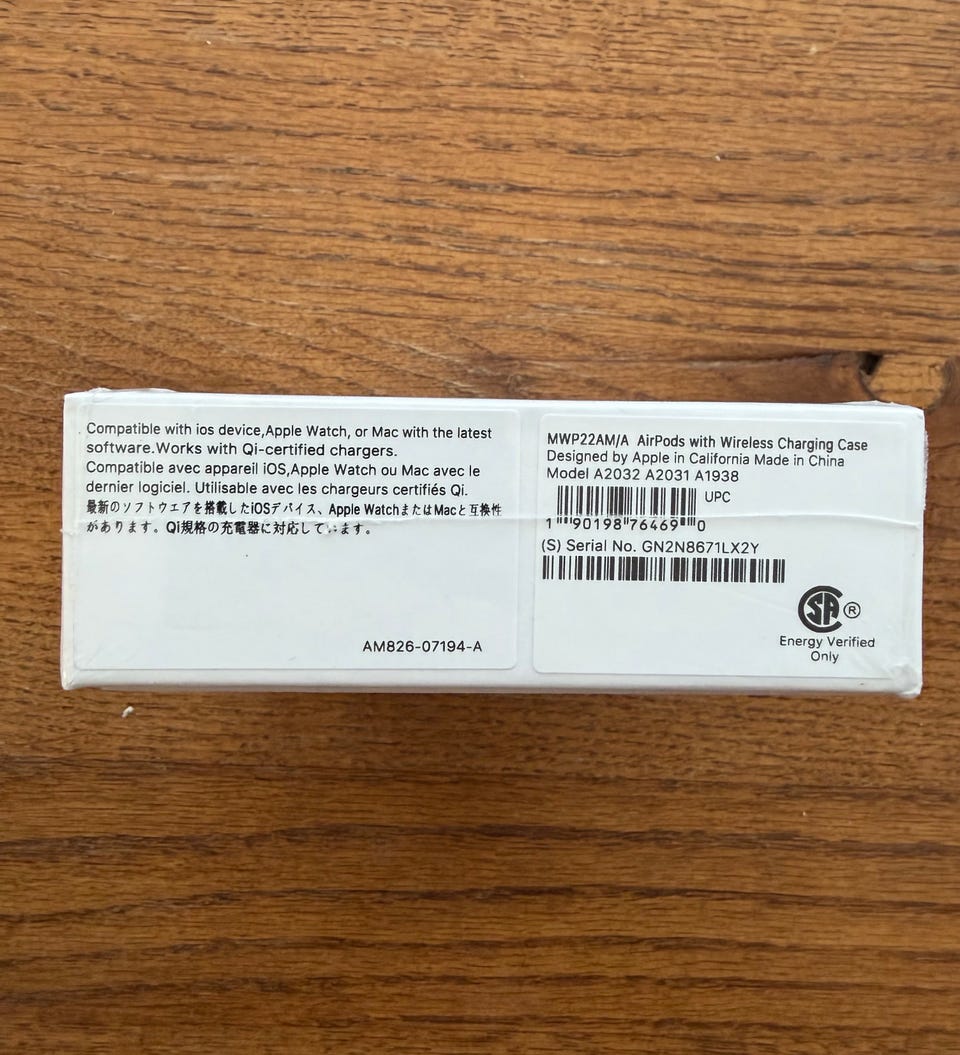 Compatible with ios device,Apple Watch, or Mac with the latest
software.Works with Qi-certified chargers.
Compatible avec appareil iOS,Apple Watch ou Mac avec le
dernier logiciel. Utilisable avec les chargeurs certifiés Qi.
最新のソフトウエアを搭載したiOSデバイス、Apple WatchまたはMacと互換性
があります。Qi規格の充電器に対応しています。
AM826-07194-A
MWP22AM/A AirPods with Wireless Charging Case
Designed by Apple in California Made in China
Model A2032 A2031 A1938
UPC
1 90198 76469 0
(S) Serial No. GN2N8671LX2Y
SA ®
Energy Verified
Only